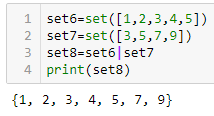 1 set6=set([1,2,3,4,5])
2 set7=set([3,5,7,9])
3 set8=set6|set7
4 print(set8)
{1, 2, 3, 4, 5, 7, 9}